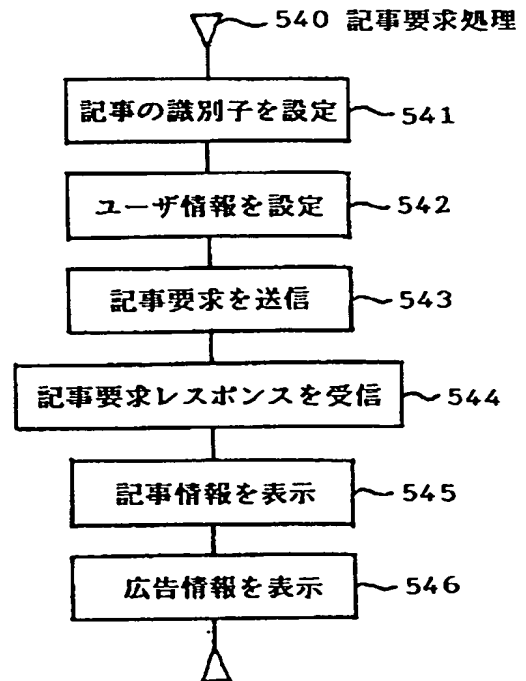 540 記事要求処理
記事の識別子を設定 541
ユーザ情報を設定 542
記事要求を送信 543
記事要求レスポンスを受信 544
記事情報を表示 545
広告情報を表示 546